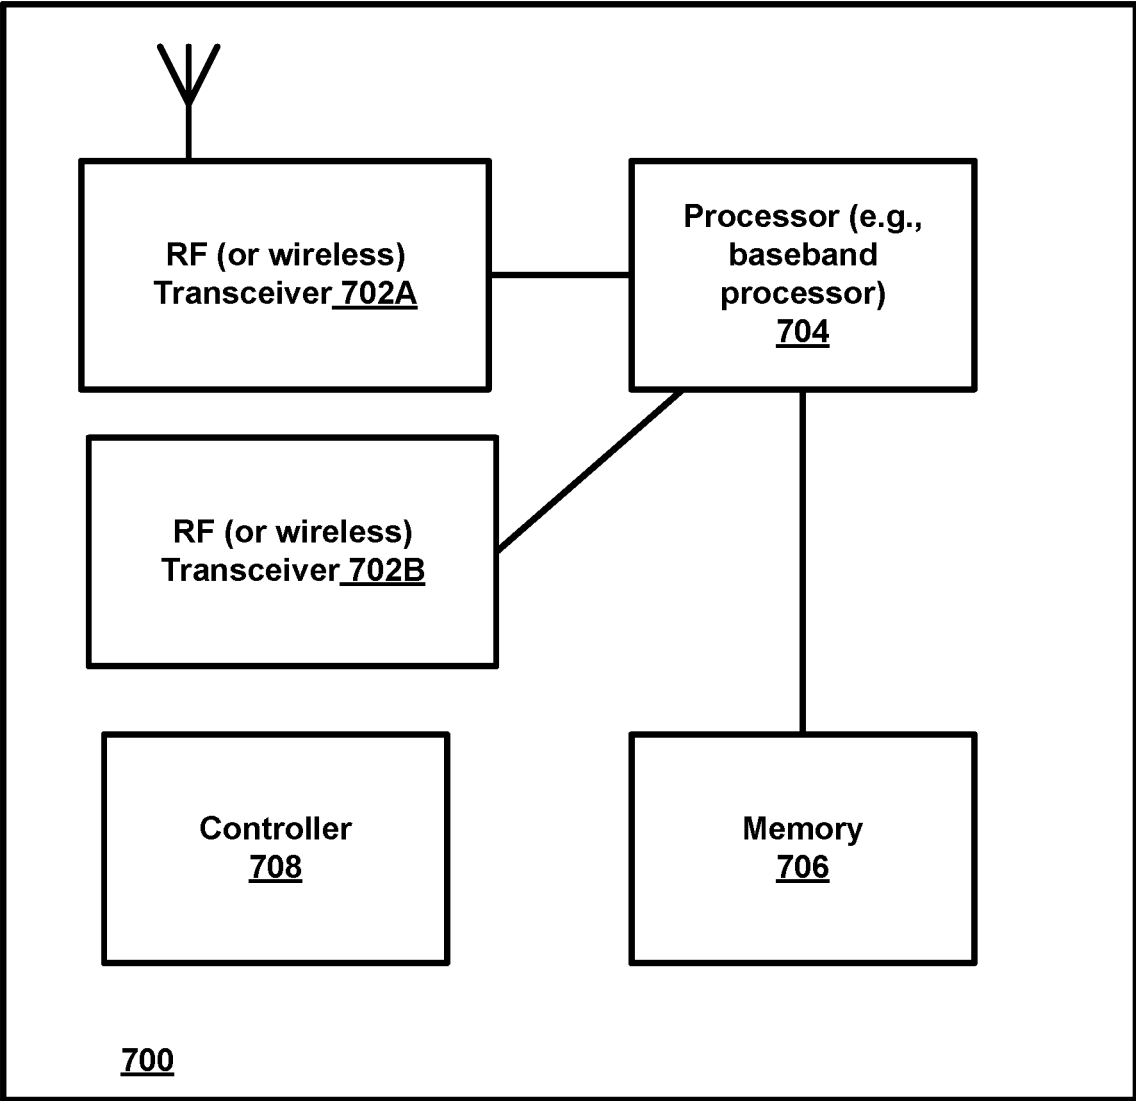 RF (or wireless)
Transceiver 702A
Processor (e.g.,
baseband
processor)
704
RF (or wireless)
Transceiver 702B
Controller
708
Memory
706
700